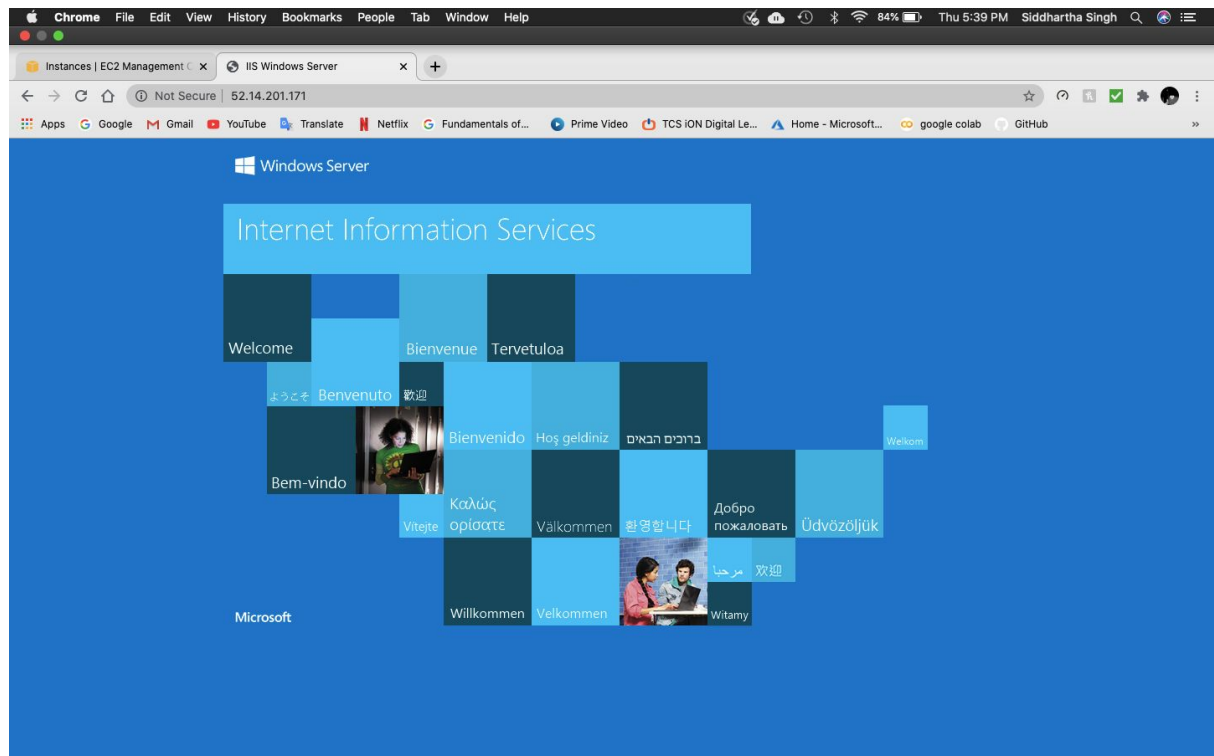 Chrome File Edit View History Bookmarks People Tab Window Help 84% Thu 5:39 PM Siddhartha Singh
Instances | EC2 Management C IIS Windows Server
Not Secure 52.14.201.171
Apps Google Gmail YouTube Translate Netflix Fundamentals of... Prime Video TCS iON Digital Le... Home - Microsoft... google colab GitHub »
Windows Server
Internet Information Services
Welcome
Bienvenue
Tervetuloa
ようこそ
Benvenuto
歡迎
Bienvenido
Hoş geldiniz
ברוכים הבאים
Welkom
Bem-vindo
Vítejte
Καλώς
ορίσατε
Välkommen
환영합니다
Добро
пожаловать
Üdvözöljük
مرحبا
欢迎
Microsoft
Willkommen
Velkommen
Witamy